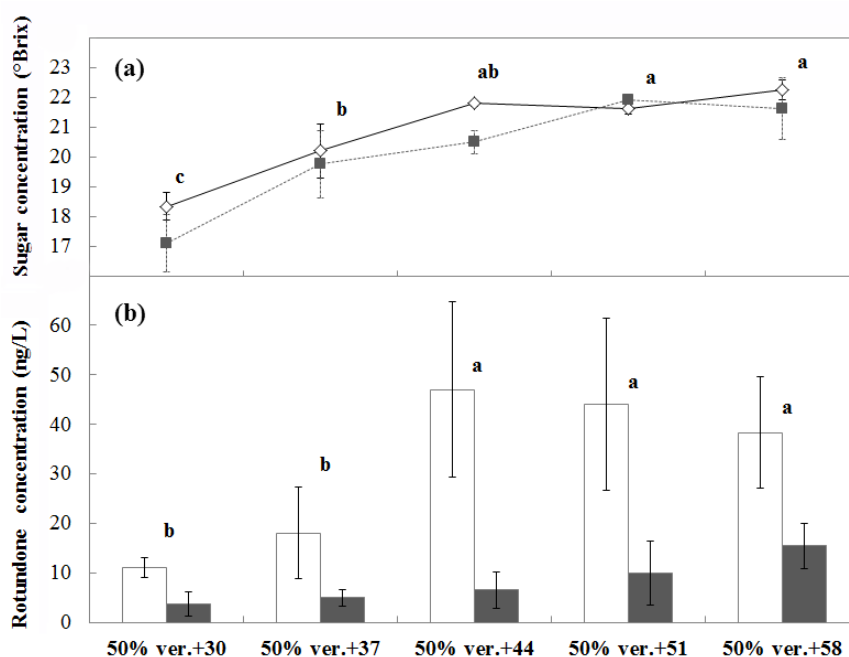 (a)
Sugar concentration (°Brix)
23
22
21
20
19
18
17
c
b
ab
a
a
(b)
Rotundone concentration (ng/L)
60
50
40
30
20
10
0
b
b
a
a
a
50% ver.+30 50% ver.+37 50% ver.+44 50% ver.+51 50% ver.+58